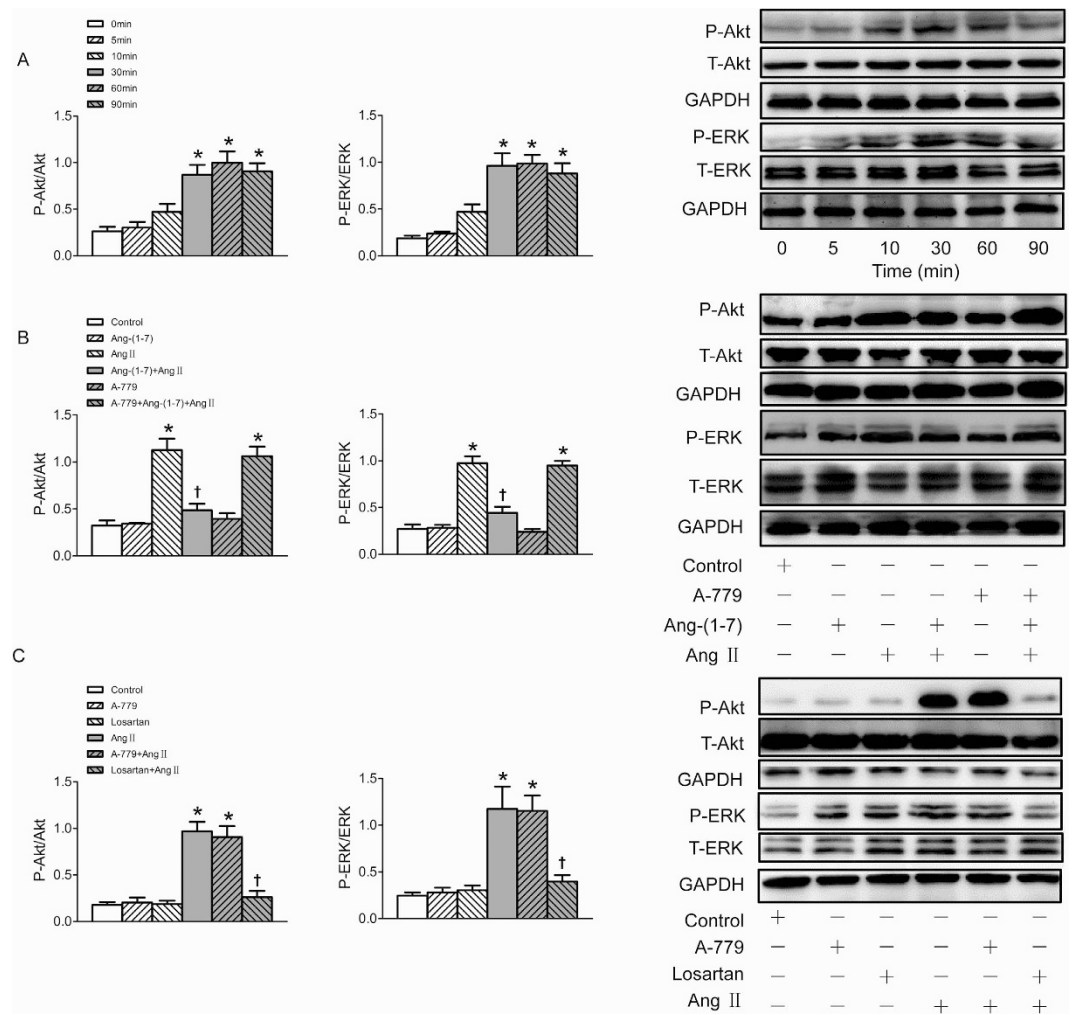 A
0min
5min
10min
30min
60min
90min
P-Akt/Akt
1.5
1.0
0.5
0.0
* * *
P-ERK/ERK
1.5
1.0
0.5
0.0
* * *
P-Akt
T-Akt
GAPDH
P-ERK
T-ERK
GAPDH
0 5 10 30 60 90
Time (min)
B
Control
Ang-(1-7)
Ang Ⅱ
Ang-(1-7)+Ang Ⅱ
A-779
A-779+Ang-(1-7)+Ang Ⅱ
P-Akt/Akt
1.5
1.0
0.5
0.0
* † *
P-ERK/ERK
1.5
1.0
0.5
0.0
* † *
P-Akt
T-Akt
GAPDH
P-ERK
T-ERK
GAPDH
Control + − − − − −
A-779 − − − − + +
Ang-(1-7) − + − + − +
Ang Ⅱ − − + + − +
C
Control
A-779
Losartan
Ang Ⅱ
A-779+Ang Ⅱ
Losartan+Ang Ⅱ
P-Akt/Akt
1.5
1.0
0.5
0.0
* * †
P-ERK/ERK
1.5
1.0
0.5
0.0
* * †
P-Akt
T-Akt
GAPDH
P-ERK
T-ERK
GAPDH
Control + − − − − −
A-779 − + − − + −
Losartan − − + − − +
Ang Ⅱ − − − + + +